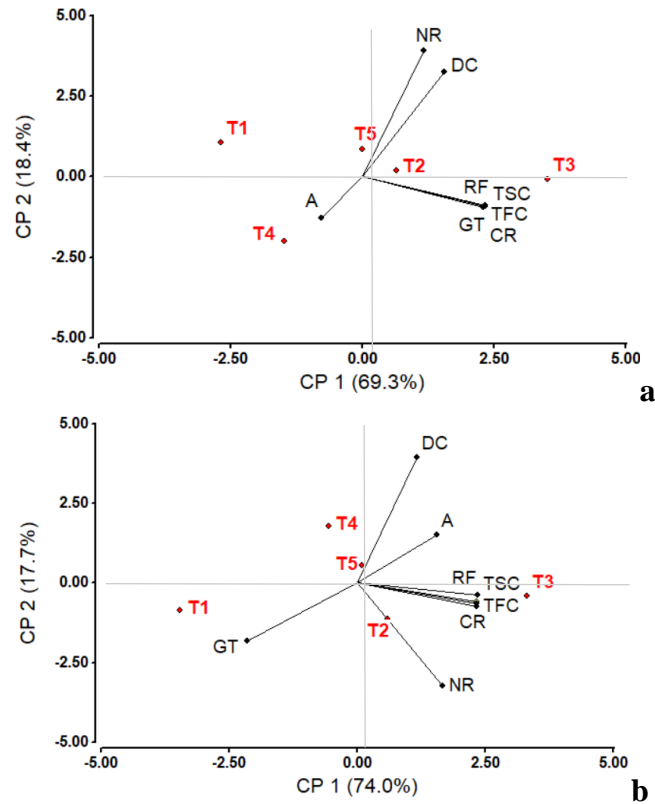 5.00
NR
DC
2.50
T1
T5
T2
T3
0.00
RF TSC
A
GT TFC
CR
T4
-2.50
-5.00
-5.00 -2.50 0.00 2.50 5.00
CP 2 (18.4%)
CP 1 (69.3%)
a
5.00
DC
2.50
T4
A
T5
0.00
RF TSC T3
TFC
T1
CR
T2
GT
-2.50
NR
-5.00
-5.00 -2.50 0.00 2.50 5.00
CP 2 (17.7%)
CP 1 (74.0%)
b